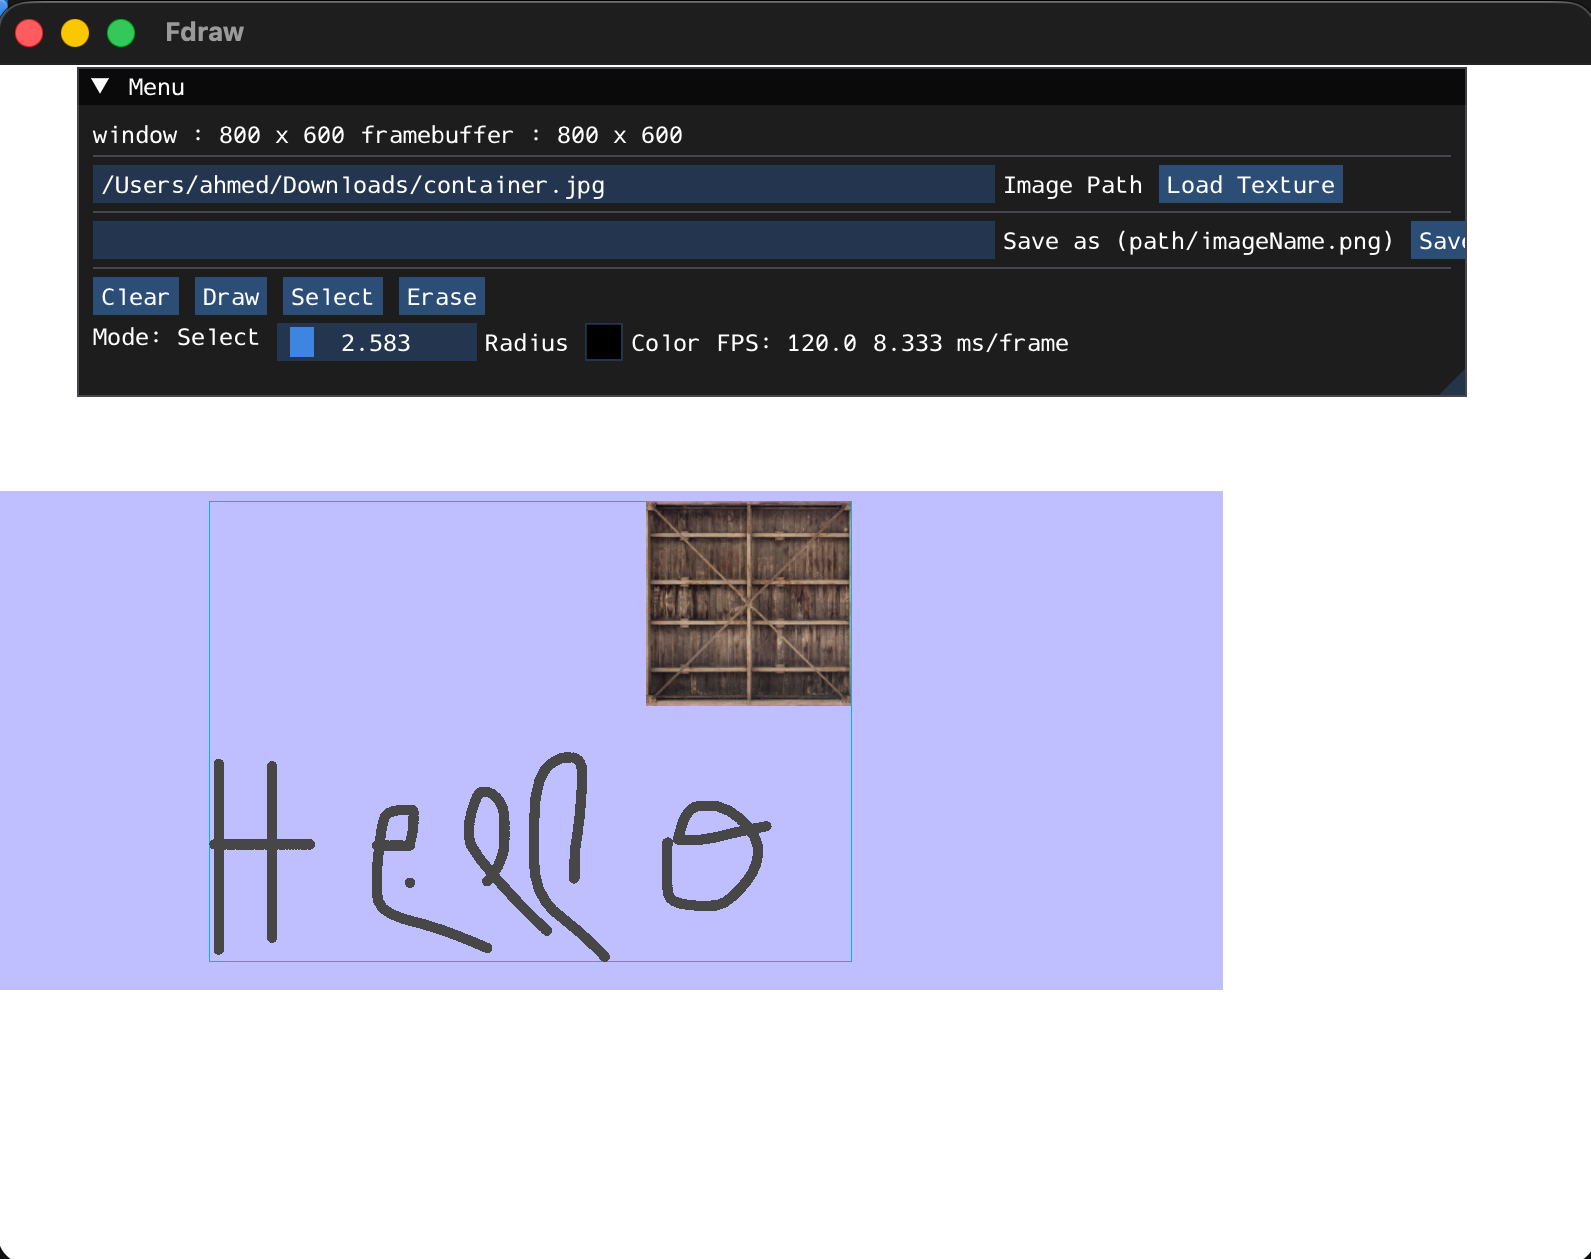 Fdraw
Menu
window : 800 x 600 framebuffer : 800 x 600
/Users/ahmed/Downloads/container.jpg Image Path Load Texture
Save as (path/imageName.png) Save
Clear Draw Select Erase
Mode: Select 2.583 Radius Color FPS: 120.0 8.333 ms/frame
Hello